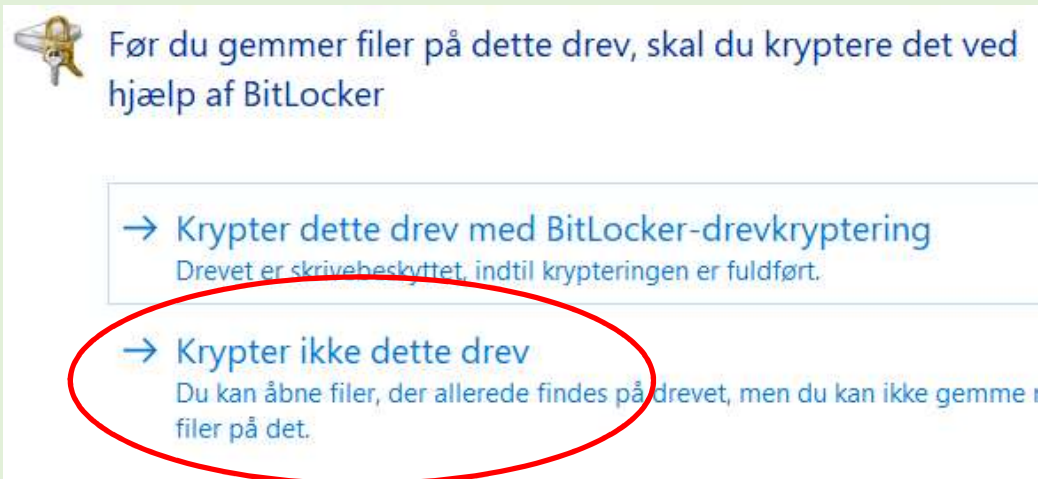 Før du gemmer filer på dette drev, skal du kryptere det ved
hjælp af BitLocker
→ Krypter dette drev med BitLocker-drevkryptering
Drevet er skrivebeskyttet, indtil krypteringen er fuldført.
→ Krypter ikke dette drev
Du kan åbne filer, der allerede findes på drevet, men du kan ikke gemme
filer på det.